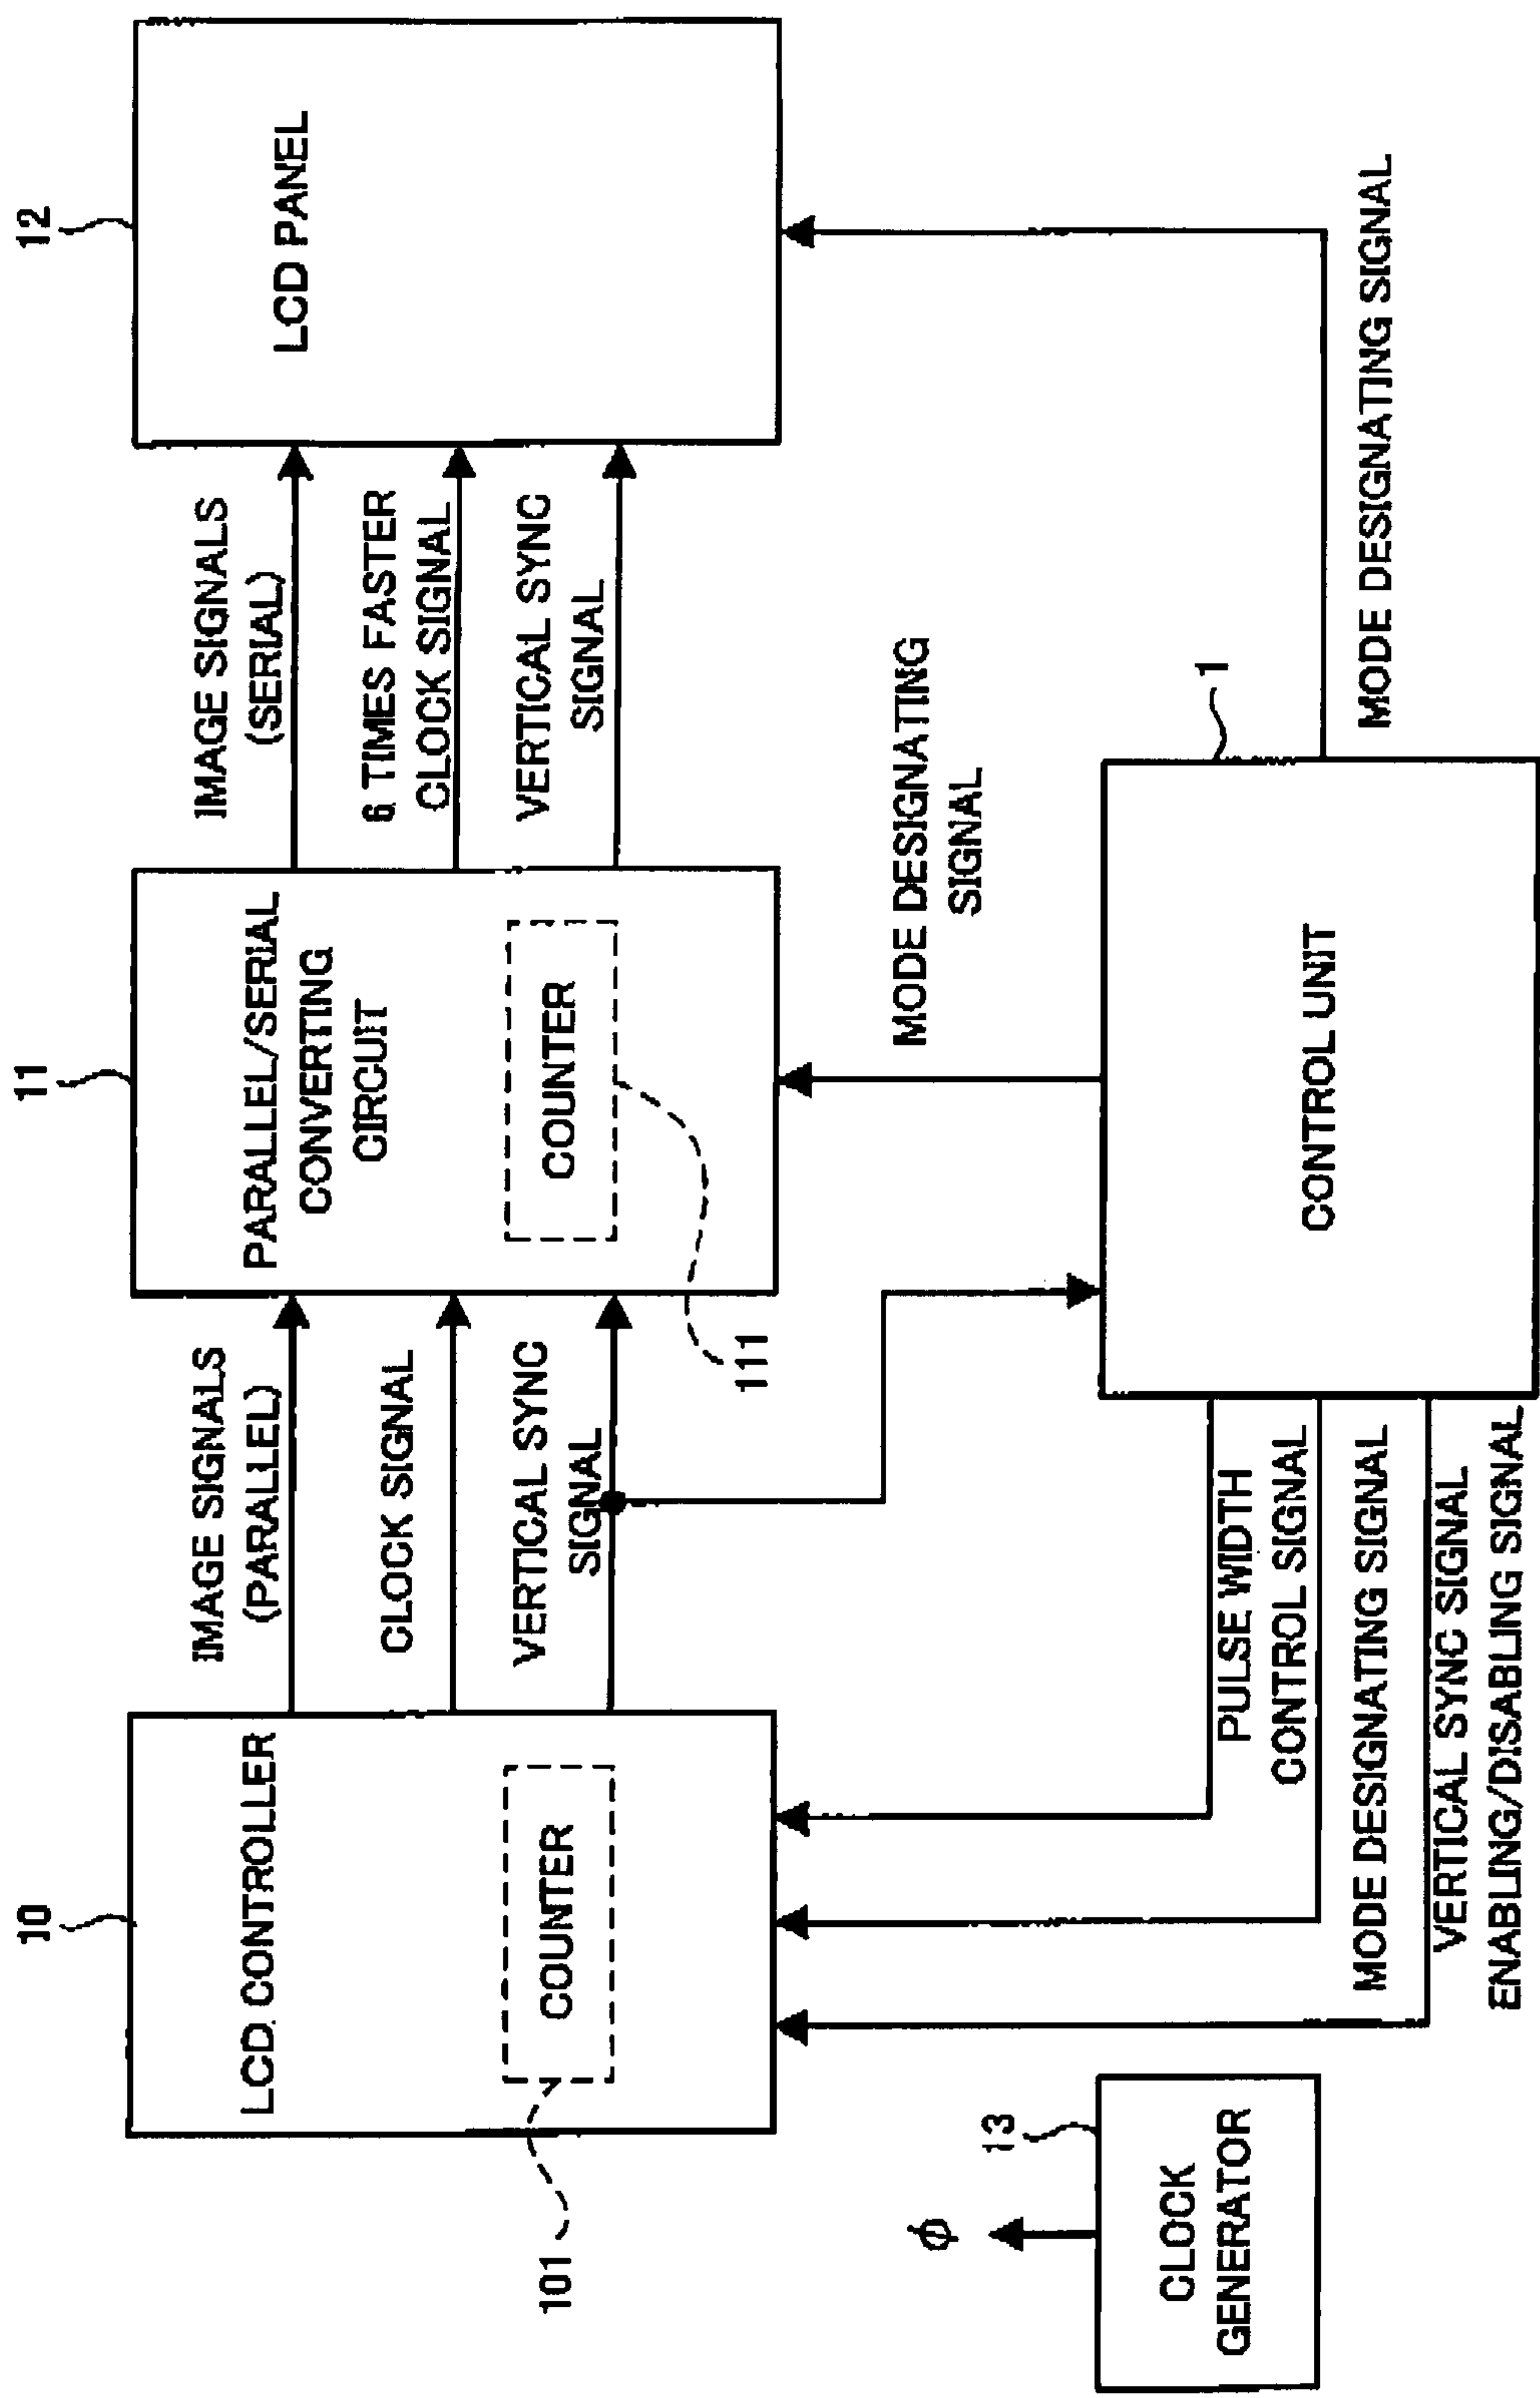 10
11
12
LCD CONTROLLER
COUNTER
101
IMAGE SIGNALS
(PARALLEL)
CLOCK SIGNAL
VERTICAL SYNC
SIGNAL
PARALLEL/SERIAL
CONVERTING
CIRCUIT
COUNTER
111
IMAGE SIGNALS
(SERIAL)
6 TIMES FASTER
CLOCK SIGNAL
VERTICAL SYNC
SIGNAL
LCD PANEL
MODE DESIGNATING
SIGNAL
ϕ
13
CLOCK
GENERATOR
PULSE WIDTH
CONTROL SIGNAL
MODE DESIGNATING SIGNAL
VERTICAL SYNC SIGNAL
ENABLING/DISABLING SIGNAL
CONTROL UNIT
1
MODE DESIGNATING SIGNAL